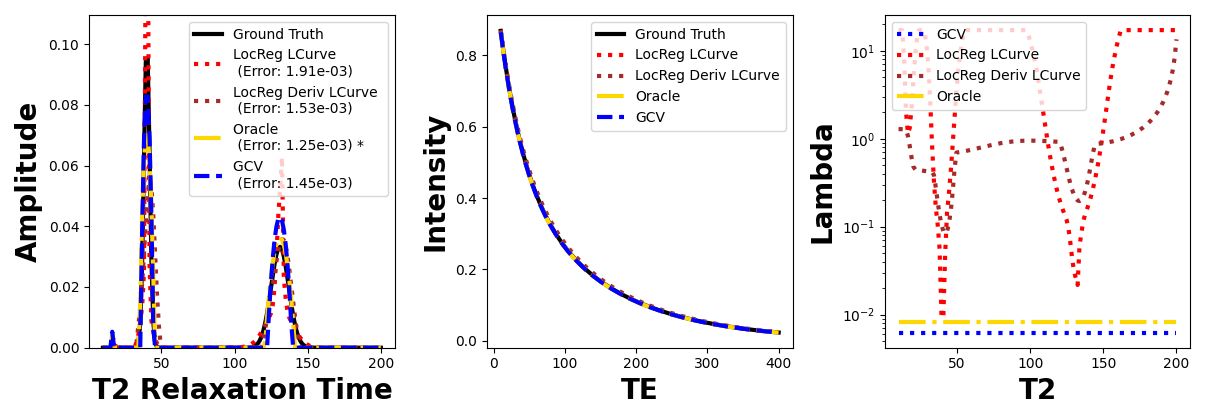 Amplitude
0.10
0.08
0.06
0.04
0.02
0.00
50
100
150
200
T2 Relaxation Time
Ground Truth
LocReg LCurve
(Error: 1.91e-03)
LocReg Deriv LCurve
(Error: 1.53e-03)
Oracle
(Error: 1.25e-03) *
GCV
(Error: 1.45e-03)
Intensity
0.8
0.6
0.4
0.2
0.0
0
100
200
300
400
TE
Ground Truth
LocReg LCurve
LocReg Deriv LCurve
Oracle
GCV
Lambda
10¹
10⁰
10⁻¹
10⁻²
50
100
150
200
T2
GCV
LocReg LCurve
LocReg Deriv LCurve
Oracle